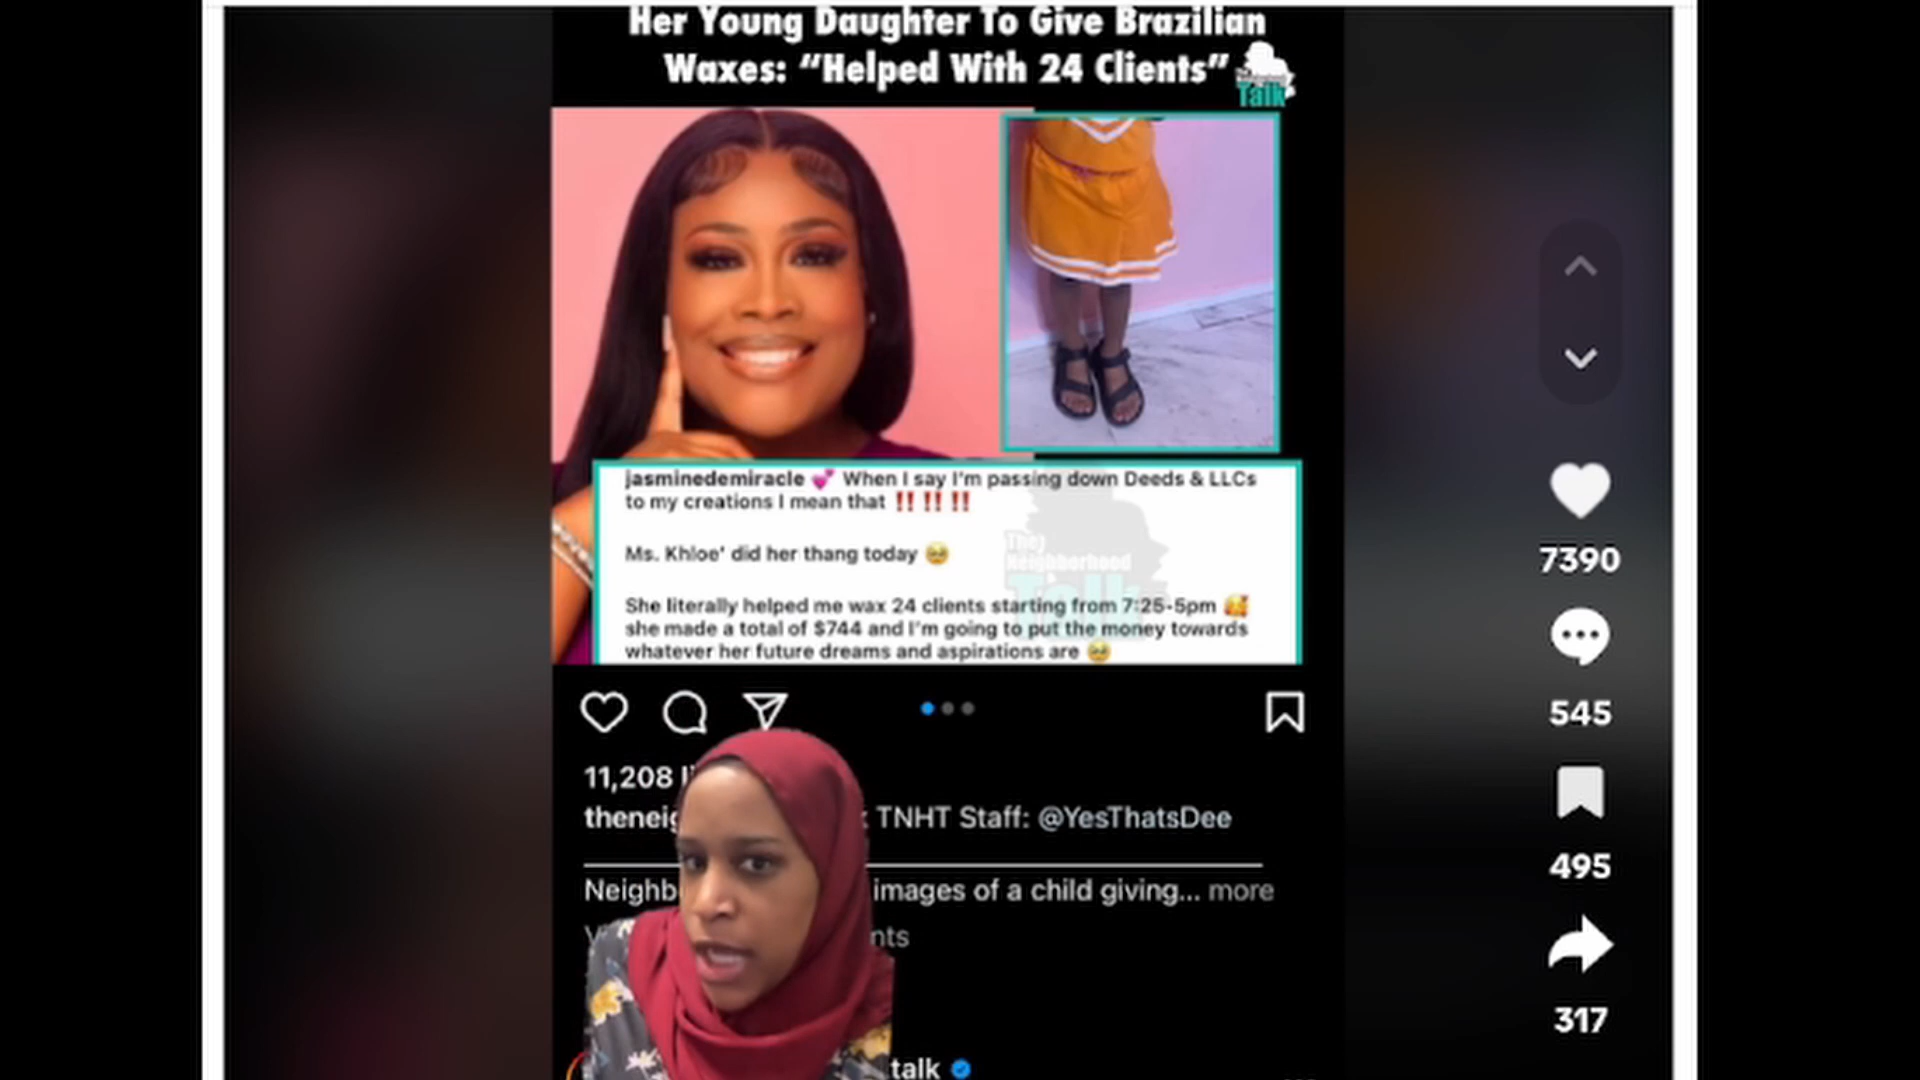 Her Young Daughter To Give Brazilian
Waxes: “Helped With 24 Clients”
The
Neighborhood
Talk
jasminedemiracle 💕 When I say I'm passing down Deeds & LLCs
to my creations I mean that ‼️‼️‼️
Ms. Khloe' did her thang today 🥹
She literally helped me wax 24 clients starting from 7:25-5pm 🥰
she made a total of $744 and I'm going to put the money towards
whatever her future dreams and aspirations are 🥹
They
Neighborhood
Talk
11,208 li
theneig TNHT Staff: @YesThatsDee
Neighb images of a child giving... more
V nts
talk
7390
545
495
317